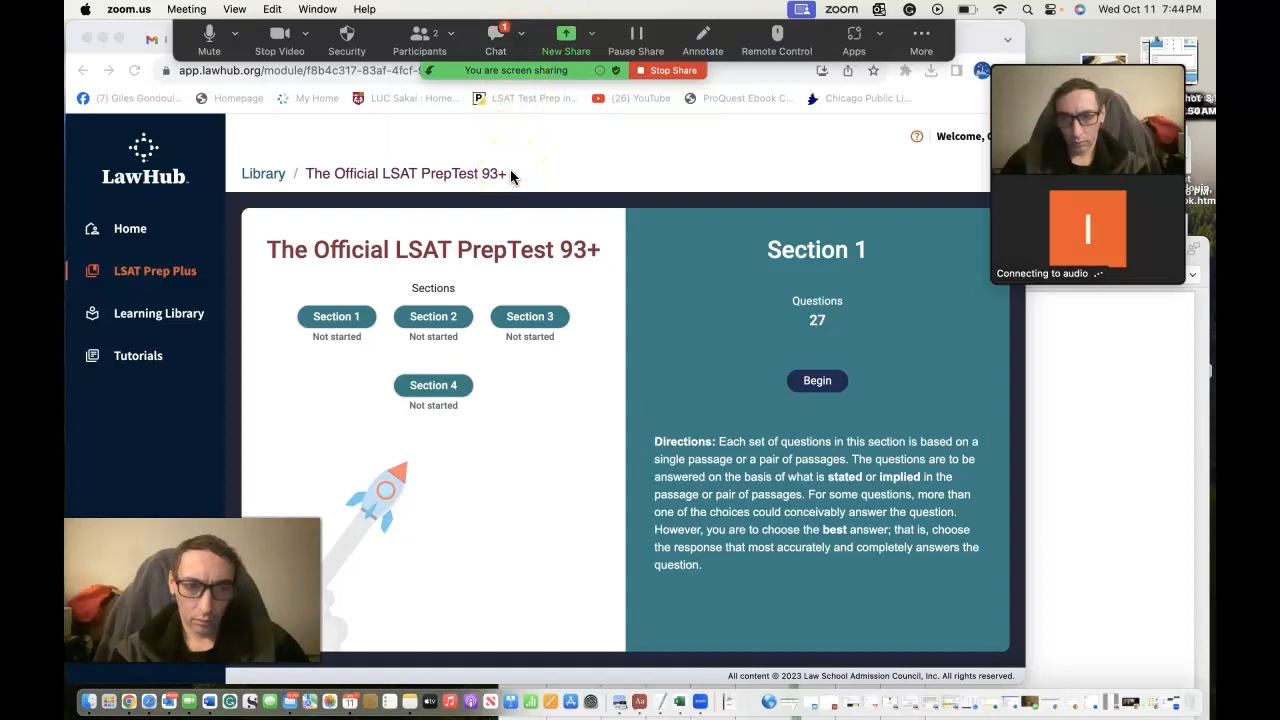 zoom.us Meeting View Edit Window Help
zoom Wed Oct 11 7:44PM
Mute Stop Video Security Participants 2 Chat 1 New Share Pause Share Annotate Remote Control Apps More
app.lawhub.org/module/f8b4c317-83af-4fcf-
You are screen sharing Stop Share
(7) Giles Gondoui... Homepage My Home LUC Sakai : Home... LSAT Test Prep in... (26) YouTube ProQuest Ebook C... Chicago Public Li...
LawHub
Home
LSAT Prep Plus
Learning Library
Tutorials
Welcome,
Library / The Official LSAT PrepTest 93+
The Official LSAT PrepTest 93+
Sections
Section 1 Section 2 Section 3
Not started Not started Not started
Section 4
Not started
Section 1
Questions
27
Begin
Directions: Each set of questions in this section is based on a
single passage or a pair of passages. The questions are to be
answered on the basis of what is stated or implied in the
passage or pair of passages. For some questions, more than
one of the choices could conceivably answer the question.
However, you are to choose the best answer; that is, choose
the response that most accurately and completely answers the
question.
I
Connecting to audio
All content © 2023 Law School Admission Council, Inc. All rights reserved.